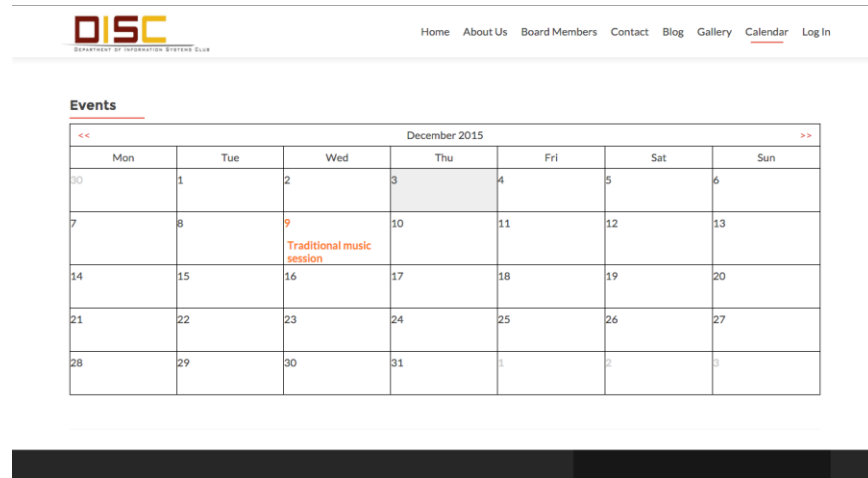 DISC
DEPARTMENT OF INFORMATION SYSTEMS CLUB
Home About Us Board Members Contact Blog Gallery Calendar Log In
Events
<< December 2015 >>
Mon Tue Wed Thu Fri Sat Sun
30 1 2 3 4 5 6
7 8 9 10 11 12 13
Traditional music
session
14 15 16 17 18 19 20
21 22 23 24 25 26 27
28 29 30 31 1 2 3